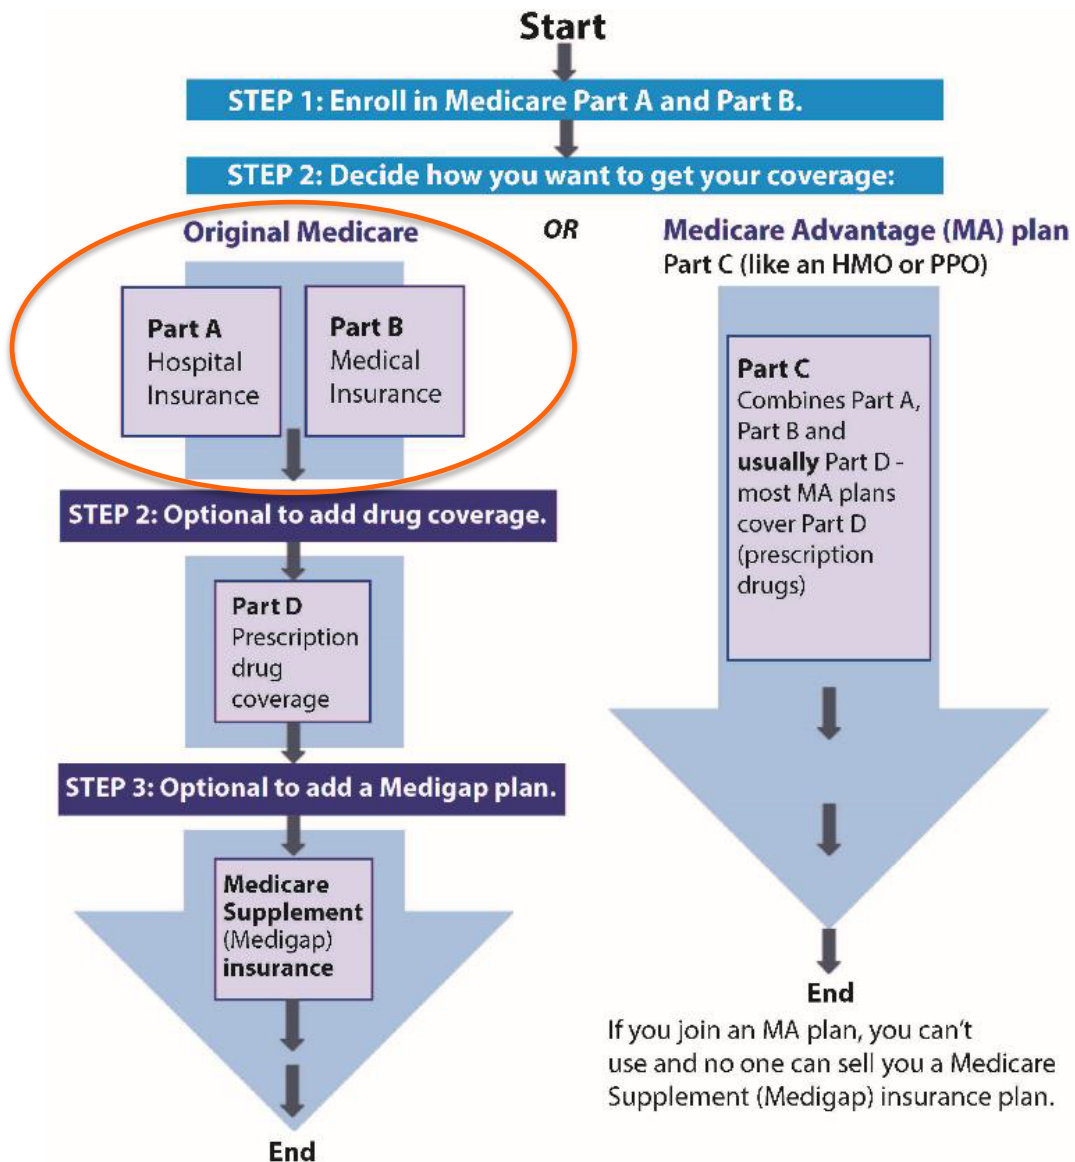 Start
STEP 1: Enroll in Medicare Part A and Part B.
STEP 2: Decide how you want to get your coverage:
Original Medicare
OR
Medicare Advantage (MA) plan
Part C (like an HMO or PPO)
Part A
Hospital
Insurance
Part B
Medical
Insurance
STEP 2: Optional to add drug coverage.
Part D
Prescription
drug
coverage
STEP 3: Optional to add a Medigap plan.
Medicare
Supplement
(Medigap)
insurance
End
Part C
Combines Part A,
Part B and
usually Part D -
most MA plans
cover Part D
(prescription
drugs)
End
If you join an MA plan, you can't
use and no one can sell you a Medicare
Supplement (Medigap) insurance plan.